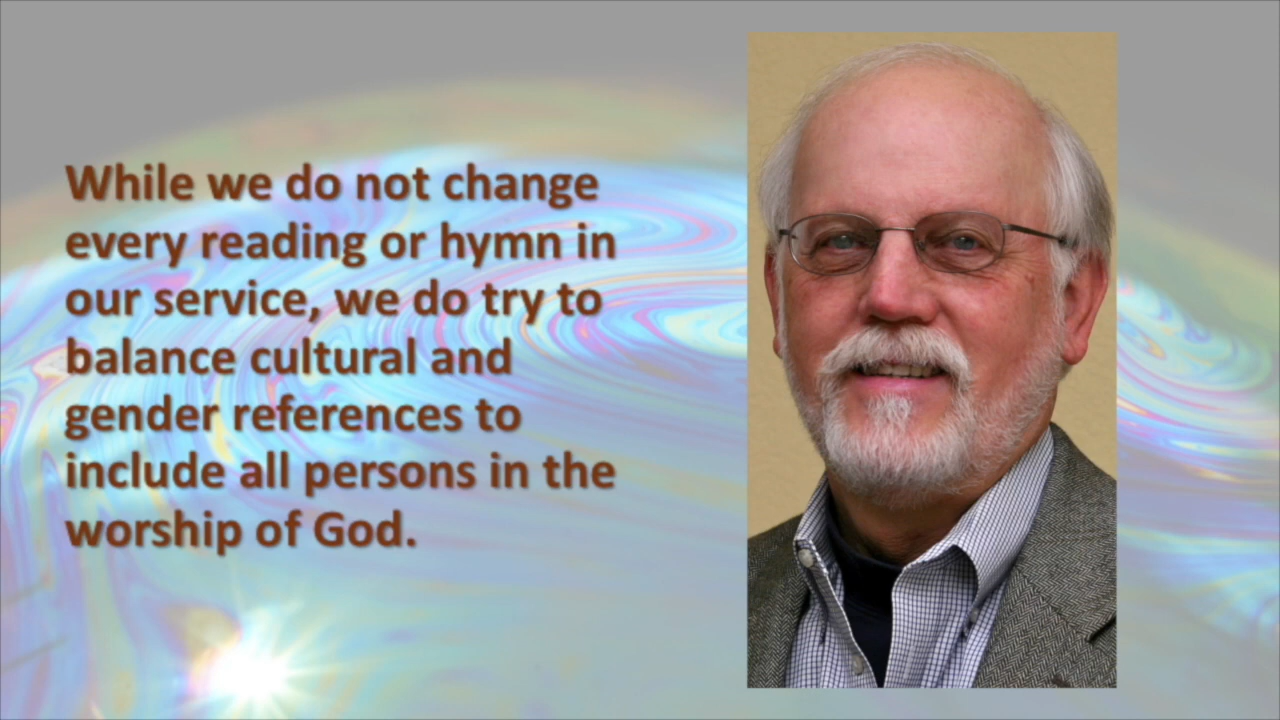 While we do not change
every reading or hymn in
our service, we do try to
balance cultural and
gender references to
include all persons in the
worship of God.